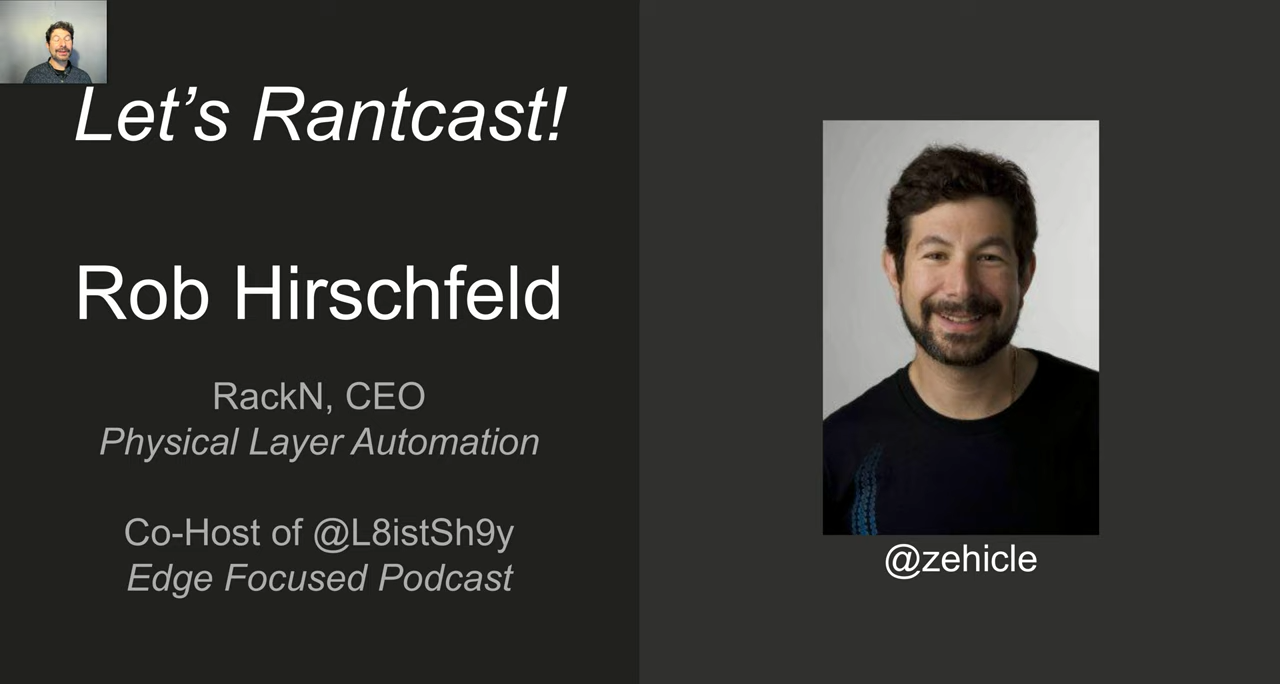 Let's Rantcast!
Rob Hirschfeld
RackN, CEO
Physical Layer Automation
Co-Host of @L8istSh9y
Edge Focused Podcast
@zehicle